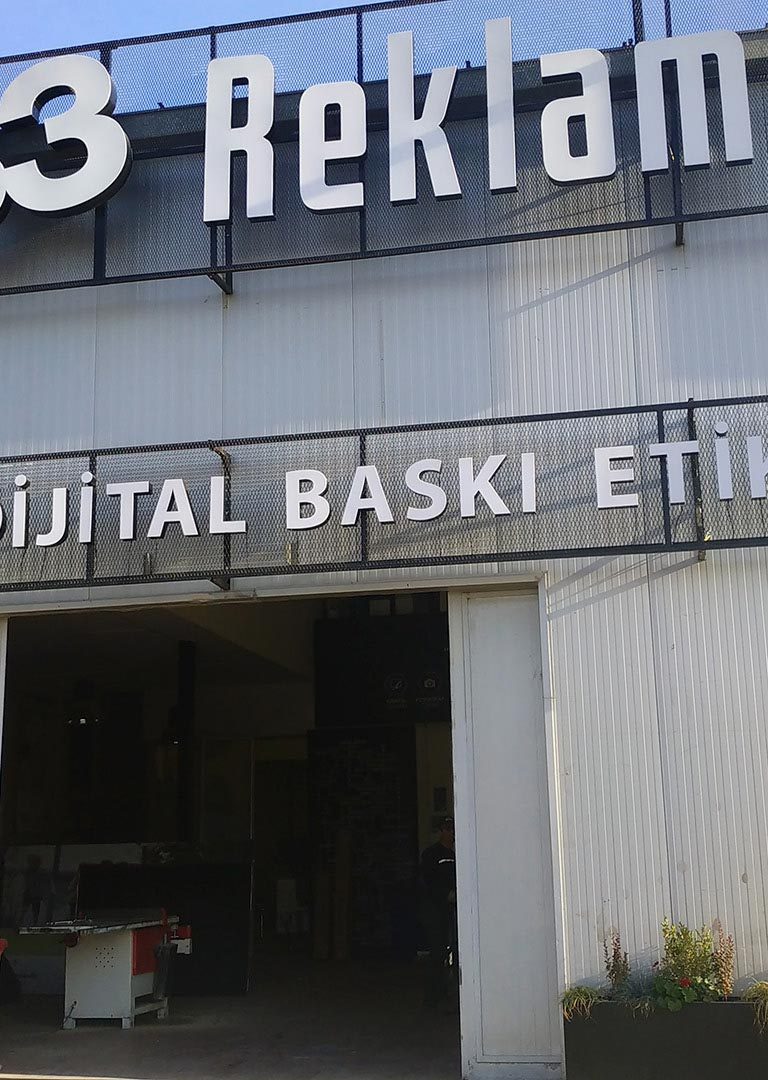 3 Reklam
DİJİTAL BASKI ETİK